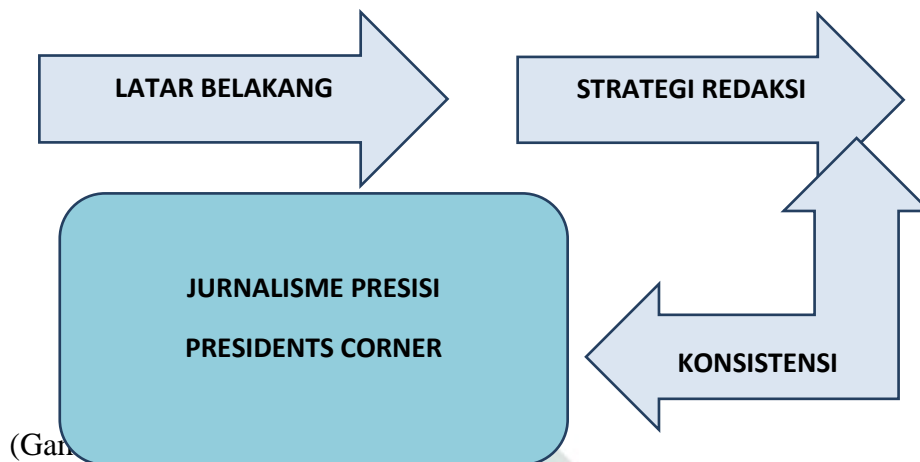 LATAR BELAKANG
STRATEGI REDAKSI
JURNALISME PRESISI
PRESIDENTS CORNER
KONSISTENSI